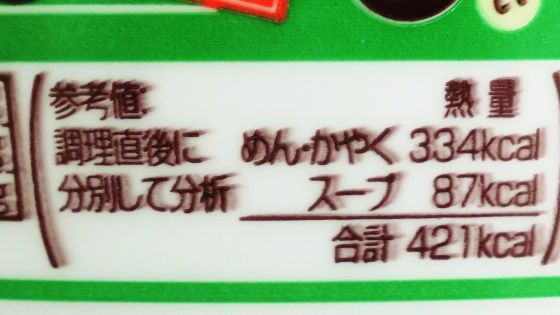 参考値: 熱量
調理直後に めん・かやく 334kcal
分別して分析 スープ 87kcal
合計 421kcal